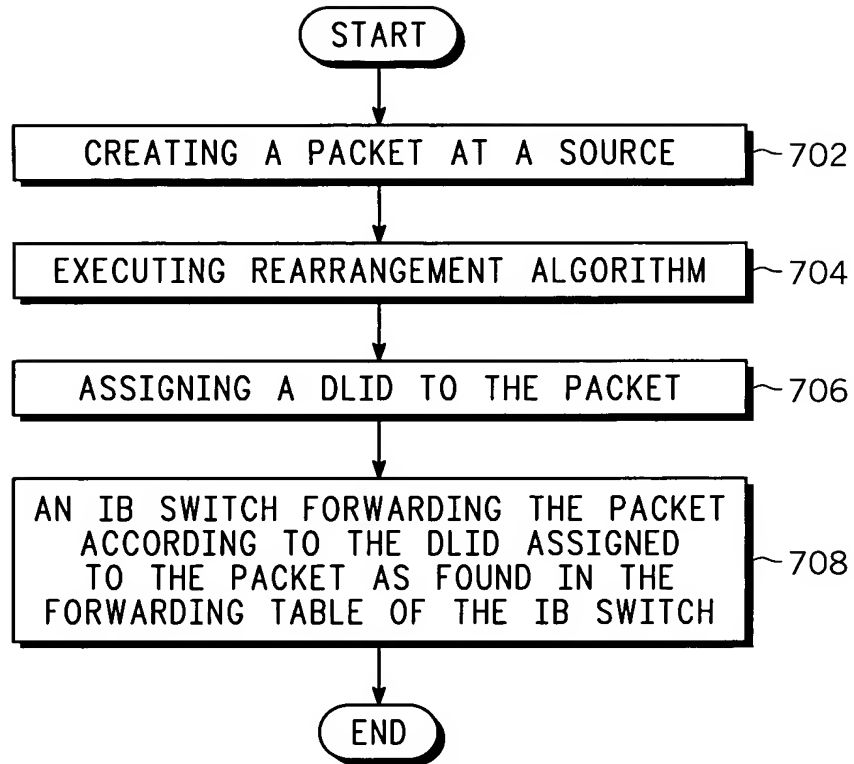 START
CREATING A PACKET AT A SOURCE
702
EXECUTING REARRANGEMENT ALGORITHM
704
ASSIGNING A DLID TO THE PACKET
706
AN IB SWITCH FORWARDING THE PACKET
ACCORDING TO THE DLID ASSIGNED
TO THE PACKET AS FOUND IN THE
FORWARDING TABLE OF THE IB SWITCH
708
END